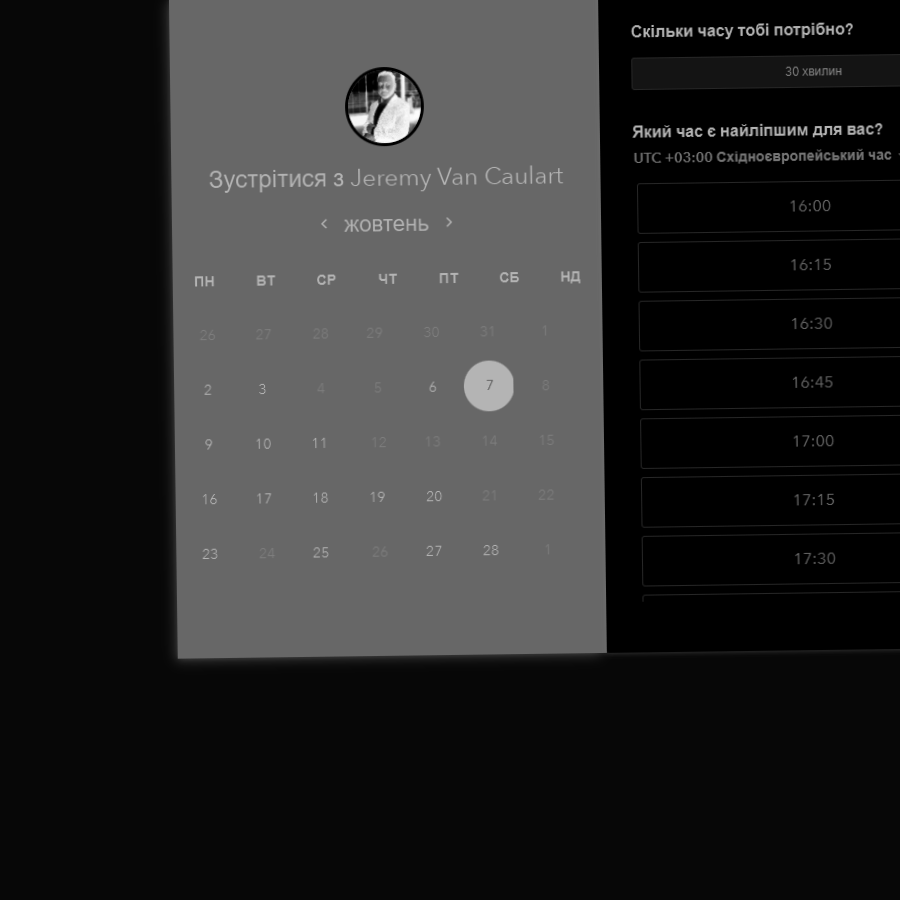 Зустрітися з Jeremy Van Caulart
‹ жовтень ›
ПН ВТ СР ЧТ ПТ СБ НД
26 27 28 29 30 31 1
2 3 4 5 6 7 8
9 10 11 12 13 14 15
16 17 18 19 20 21 22
23 24 25 26 27 28 1
Скільки часу тобі потрібно?
30 хвилин
Який час є найліпшим для вас?
UTC +03:00 Східноєвропейський час
16:00
16:15
16:30
16:45
17:00
17:15
17:30